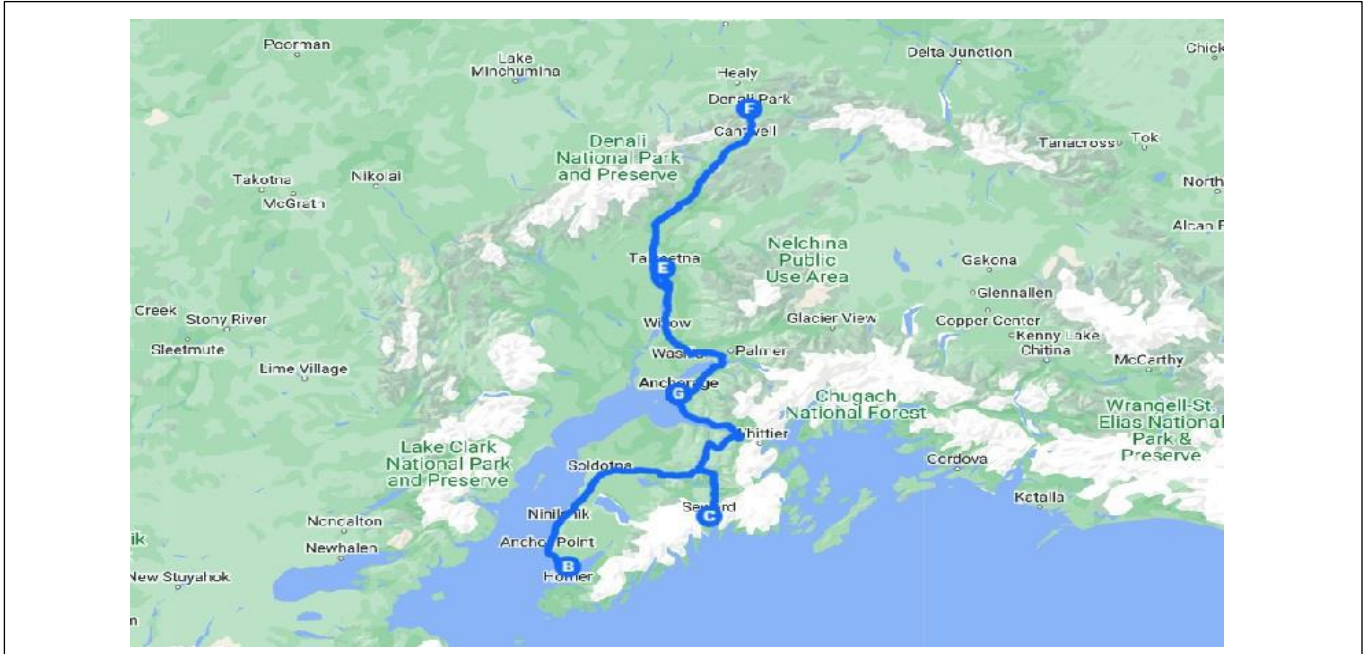 Poorman
Lake
Minchumina
Delta Junction
Chick
Healy
Denali Park
F
Cantwell
Denali
National Park
and Preserve
Tanacross
Tok
Takotna
Nikolai
McGrath
North
Alcan F
Nelchina
Public
Use Area
Talkeetna
E
Gakona
Glennallen
Creek
Stony River
Willow
Glacier View
Copper Center
Kenny Lake
Sleetmute
Wasilla
Palmer
Chitina
McCarthy
Lime Village
Anchorage
G
Chugach
National Forest
Wrangell-St.
Elias National
Park &
Preserve
Whittier
Lake Clark
National Park
and Preserve
Soldotna
Cordova
Katalla
Seward
C
Nondalton
Ninilchik
ik
Newhalen
Anchor Point
B
Homer
New Stuyahok
n